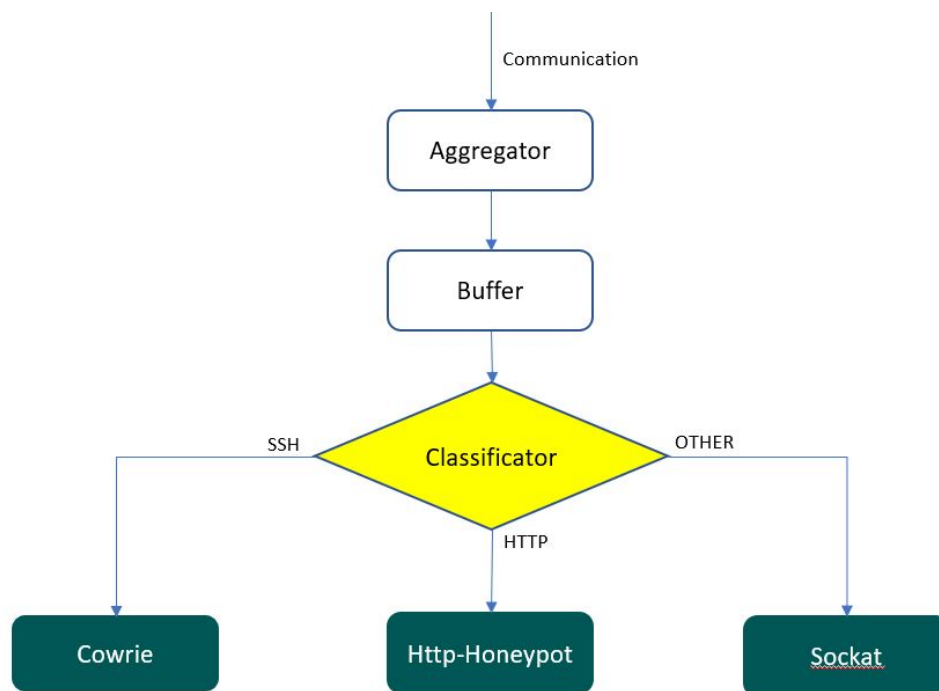 Communication
Aggregator
Buffer
Classificator
SSH
OTHER
HTTP
Cowrie
Http-Honeypot
Sockat